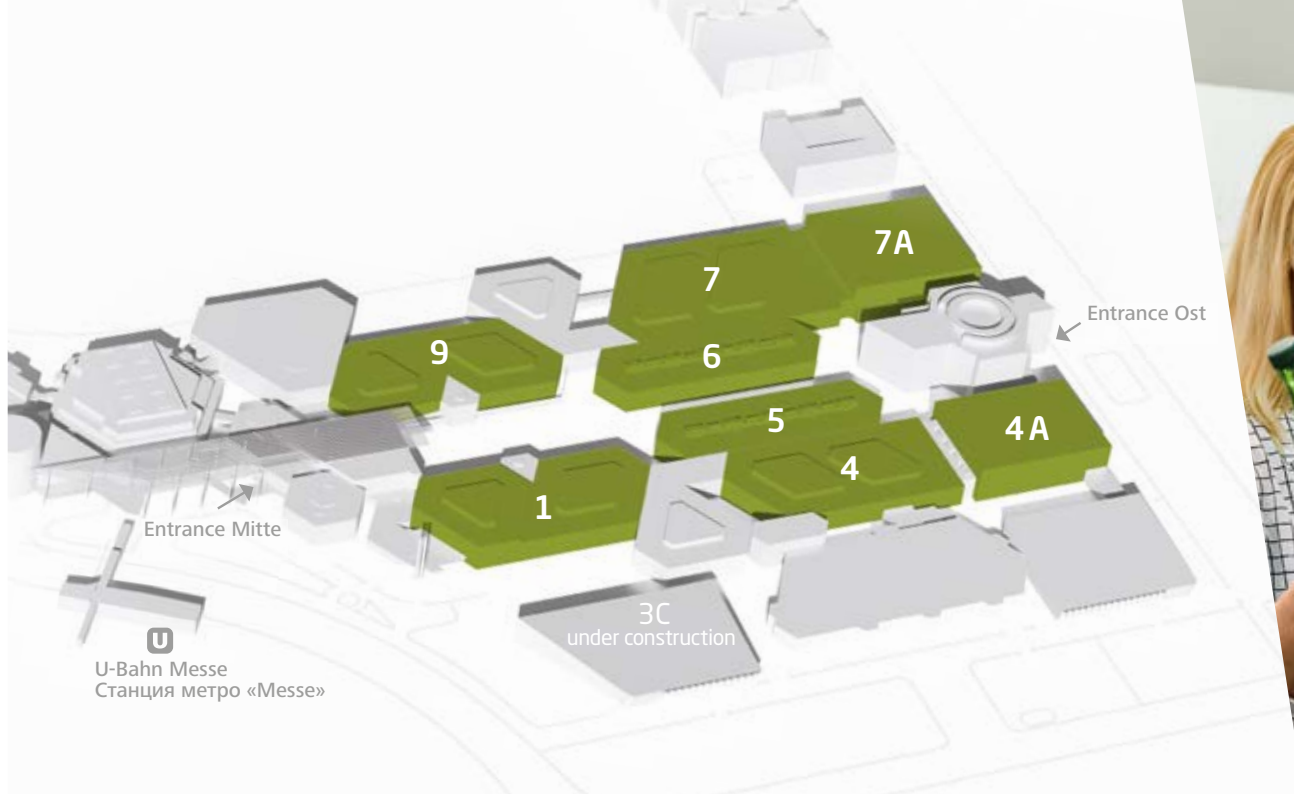 7A
7
Entrance Ost
9
6
5
4A
4
1
Entrance Mitte
3C
under construction
U
U-Bahn Messe
Станция метро «Messe»